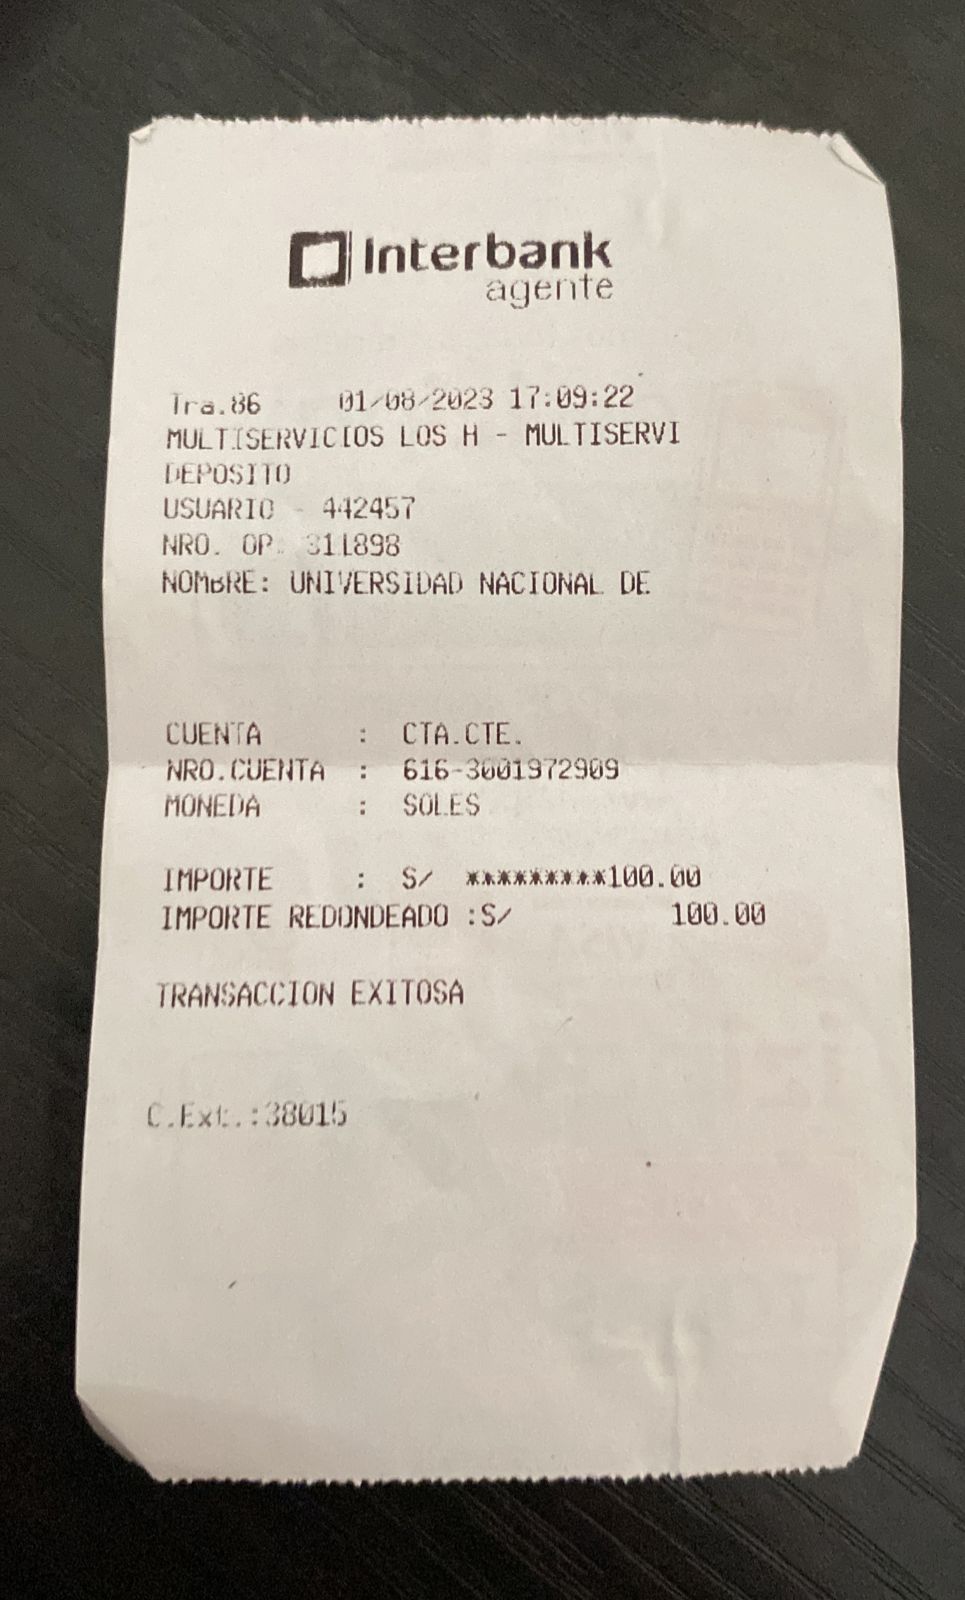 Interbank
agente
Tra.86 01/08/2023 17:09:22
MULTISERVICIOS LOS H - MULTISERVI
DEPOSITO
USUARIO - 442457
NRO. OP. 311898
NOMBRE: UNIVERSIDAD NACIONAL DE
CUENTA : CTA.CTE.
NRO.CUENTA : 616-3001972909
MONEDA : SOLES
IMPORTE : S/ *********100.00
IMPORTE REDONDEADO :S/ 100.00
TRANSACCION EXITOSA
C.Ext.:38015